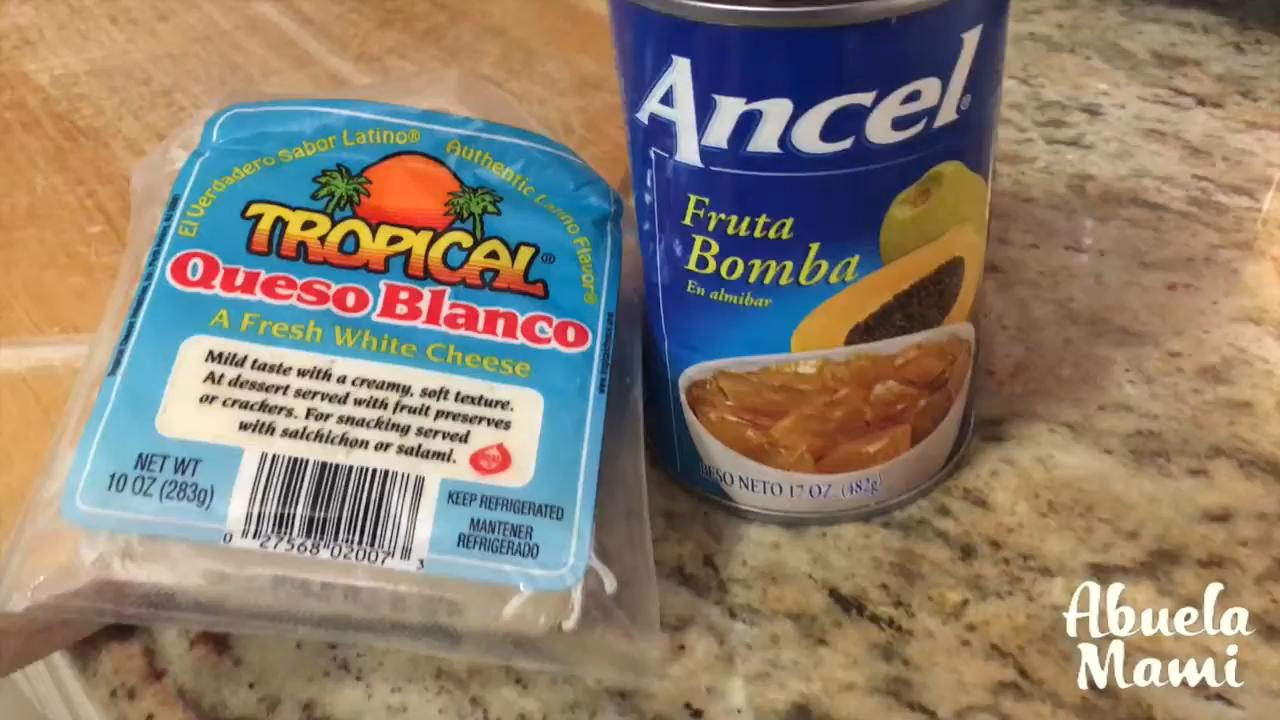 El Verdadero Sabor Latino® Authentic Latino Flavor®
TROPICAL®
Queso Blanco
A Fresh White Cheese
Mild taste with a creamy, soft texture.
At dessert served with fruit preserves
or crackers. For snacking served
with salchichon or salami.
NET WT
10 OZ (283g)
KEEP REFRIGERATED
MANTENER
REFRIGERADO
0 27568 02007 3
Ancel®
Fruta
Bomba
En almibar
PESO NETO 17 OZ. (482g)
Abuela
Mami